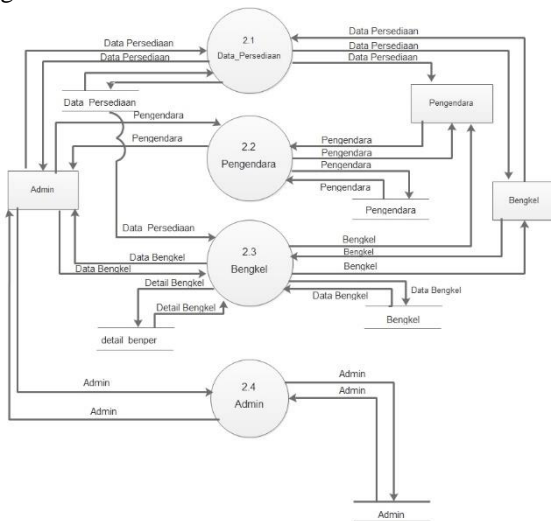 2.1
Data_Persediaan
Data Persediaan
Data Persediaan
Data Persediaan
Data Persediaan
Data Persediaan
Data Persediaan
Pengendara
Pengendara
Pengendara
2.2
Pengendara
Pengendara
Pengendara
Pengendara
Pengendara
Pengendara
Admin
Bengkel
Data Persediaan
2.3
Bengkel
Data Bengkel
Data Bengkel
Detail Bengkel
Detail Bengkel
detail benper
Bengkel
Bengkel
Bengkel
Data Bengkel
Data Bengkel
Bengkel
2.4
Admin
Admin
Admin
Admin
Admin
Admin